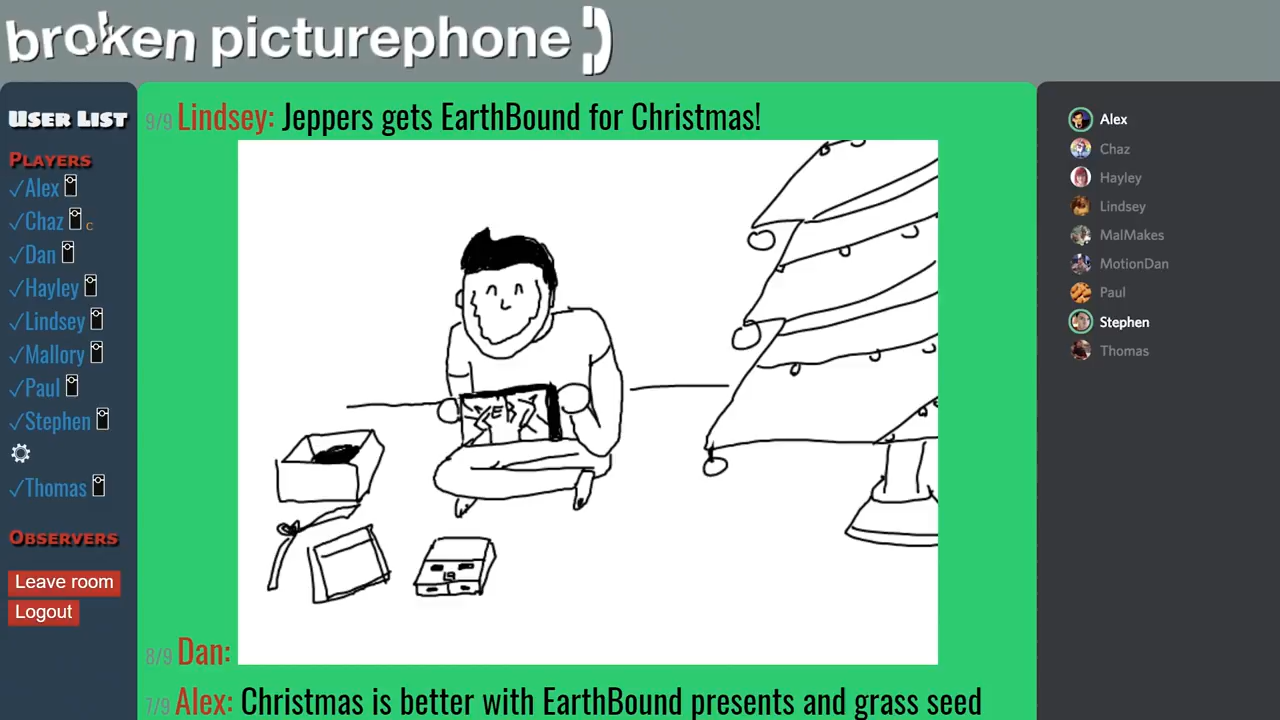 broken picturephone
User List
Players
✓Alex
✓Chaz c
✓Dan
✓Hayley
✓Lindsey
✓Mallory
✓Paul
✓Stephen
✓Thomas
Observers
Leave room
Logout
9/9 Lindsey: Jeppers gets EarthBound for Christmas!
EB
8/9 Dan:
7/9 Alex: Christmas is better with EarthBound presents and grass seed
Alex
Chaz
Hayley
Lindsey
MalMakes
MotionDan
Paul
Stephen
Thomas